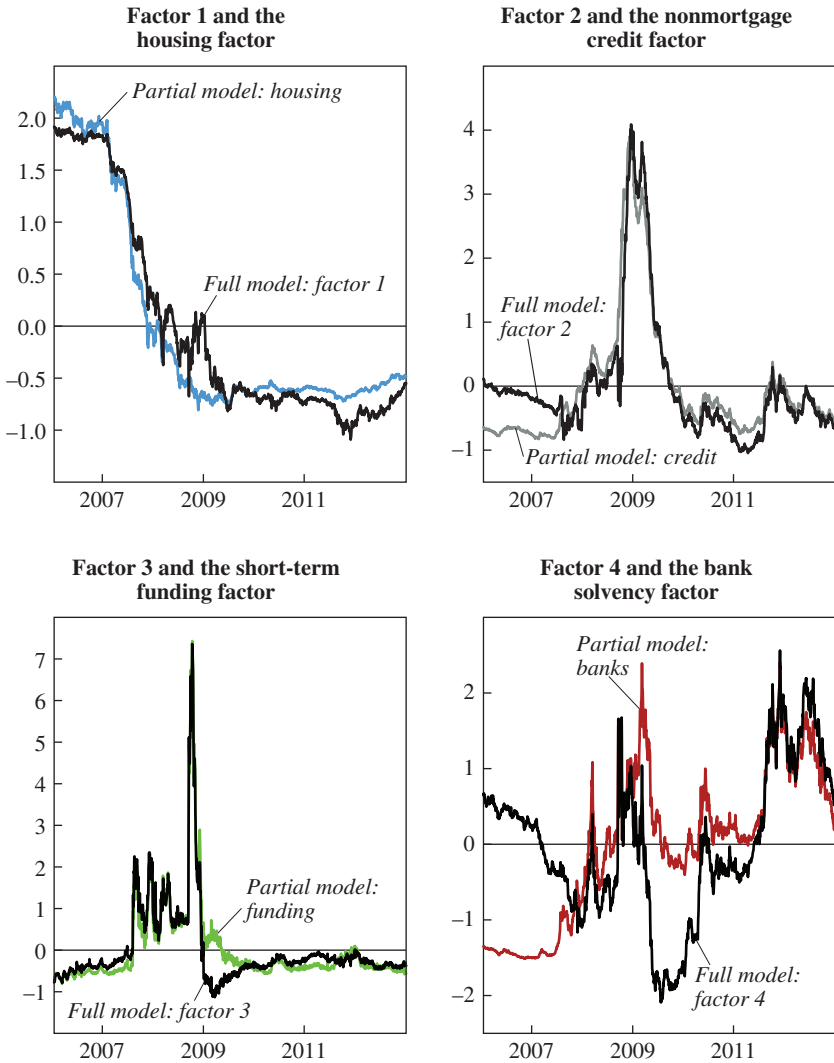 Factor 1 and the
housing factor
Partial model: housing
2.0
1.5
1.0
0.5
Full model: factor 1
0.0
−0.5
−1.0
2007 2009 2011
Factor 2 and the nonmortgage
credit factor
4
3
2
1
Full model:
factor 2
0
Partial model: credit
−1
2007 2009 2011
Factor 3 and the short-term
funding factor
7
6
5
4
3
2
Partial model:
funding
1
0
−1
Full model: factor 3
2007 2009 2011
Factor 4 and the bank
solvency factor
Partial model:
banks
2
1
0
−1
Full model:
factor 4
−2
2007 2009 2011